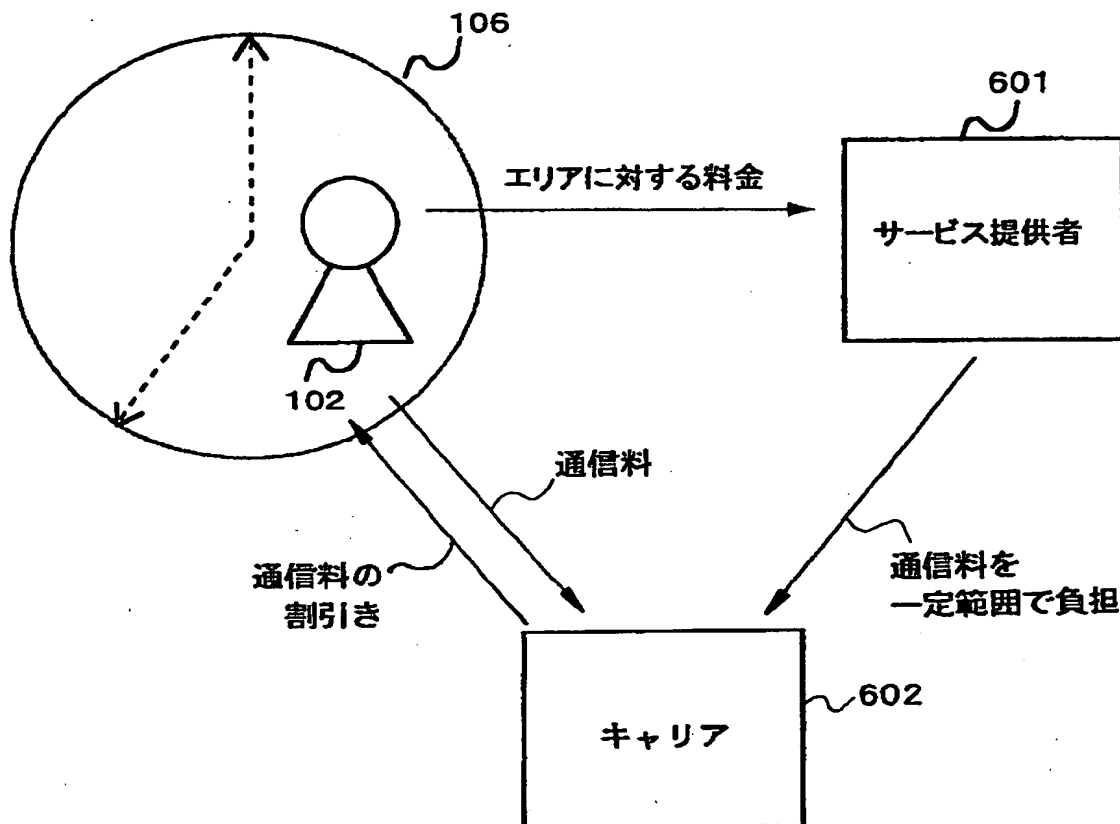 106
601
エリアに対する料金
サービス提供者
102
通信料
通信料の
割引き
通信料を
一定範囲で負担
602
キャリア